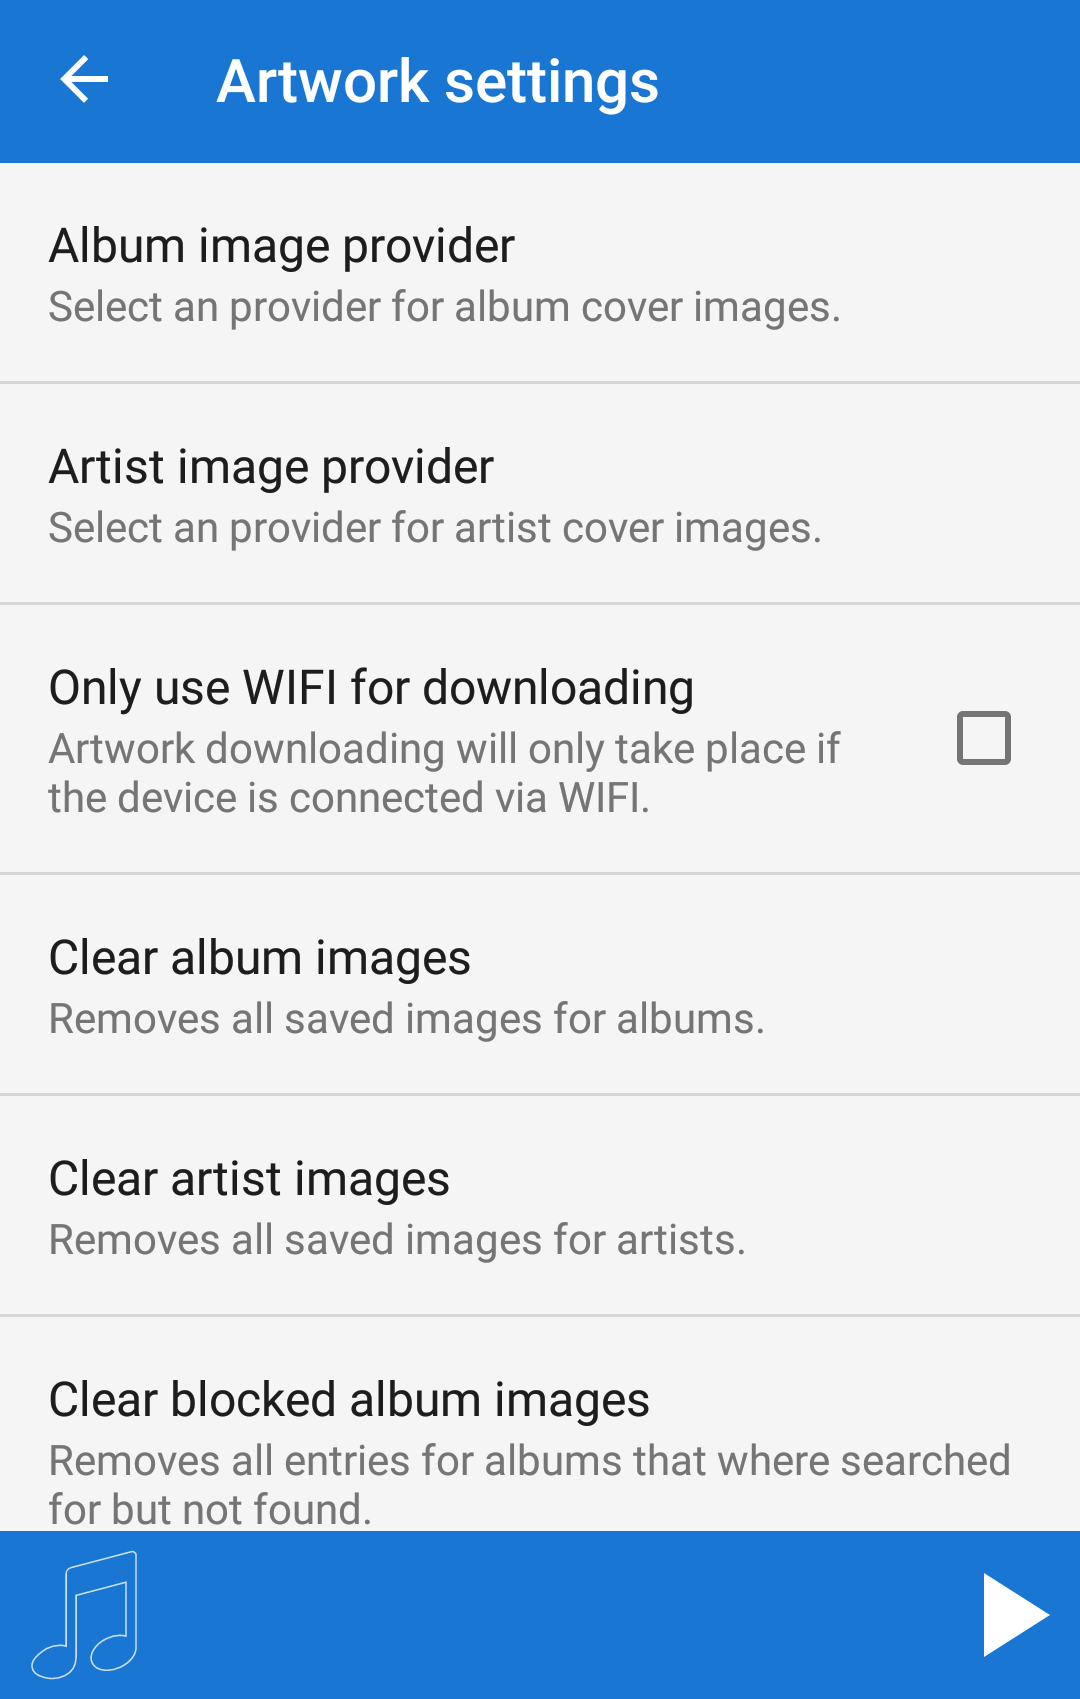 Artwork settings
Album image provider
Select an provider for album cover images.
Artist image provider
Select an provider for artist cover images.
Only use WIFI for downloading
Artwork downloading will only take place if
the device is connected via WIFI.
Clear album images
Removes all saved images for albums.
Clear artist images
Removes all saved images for artists.
Clear blocked album images
Removes all entries for albums that where searched
for but not found.